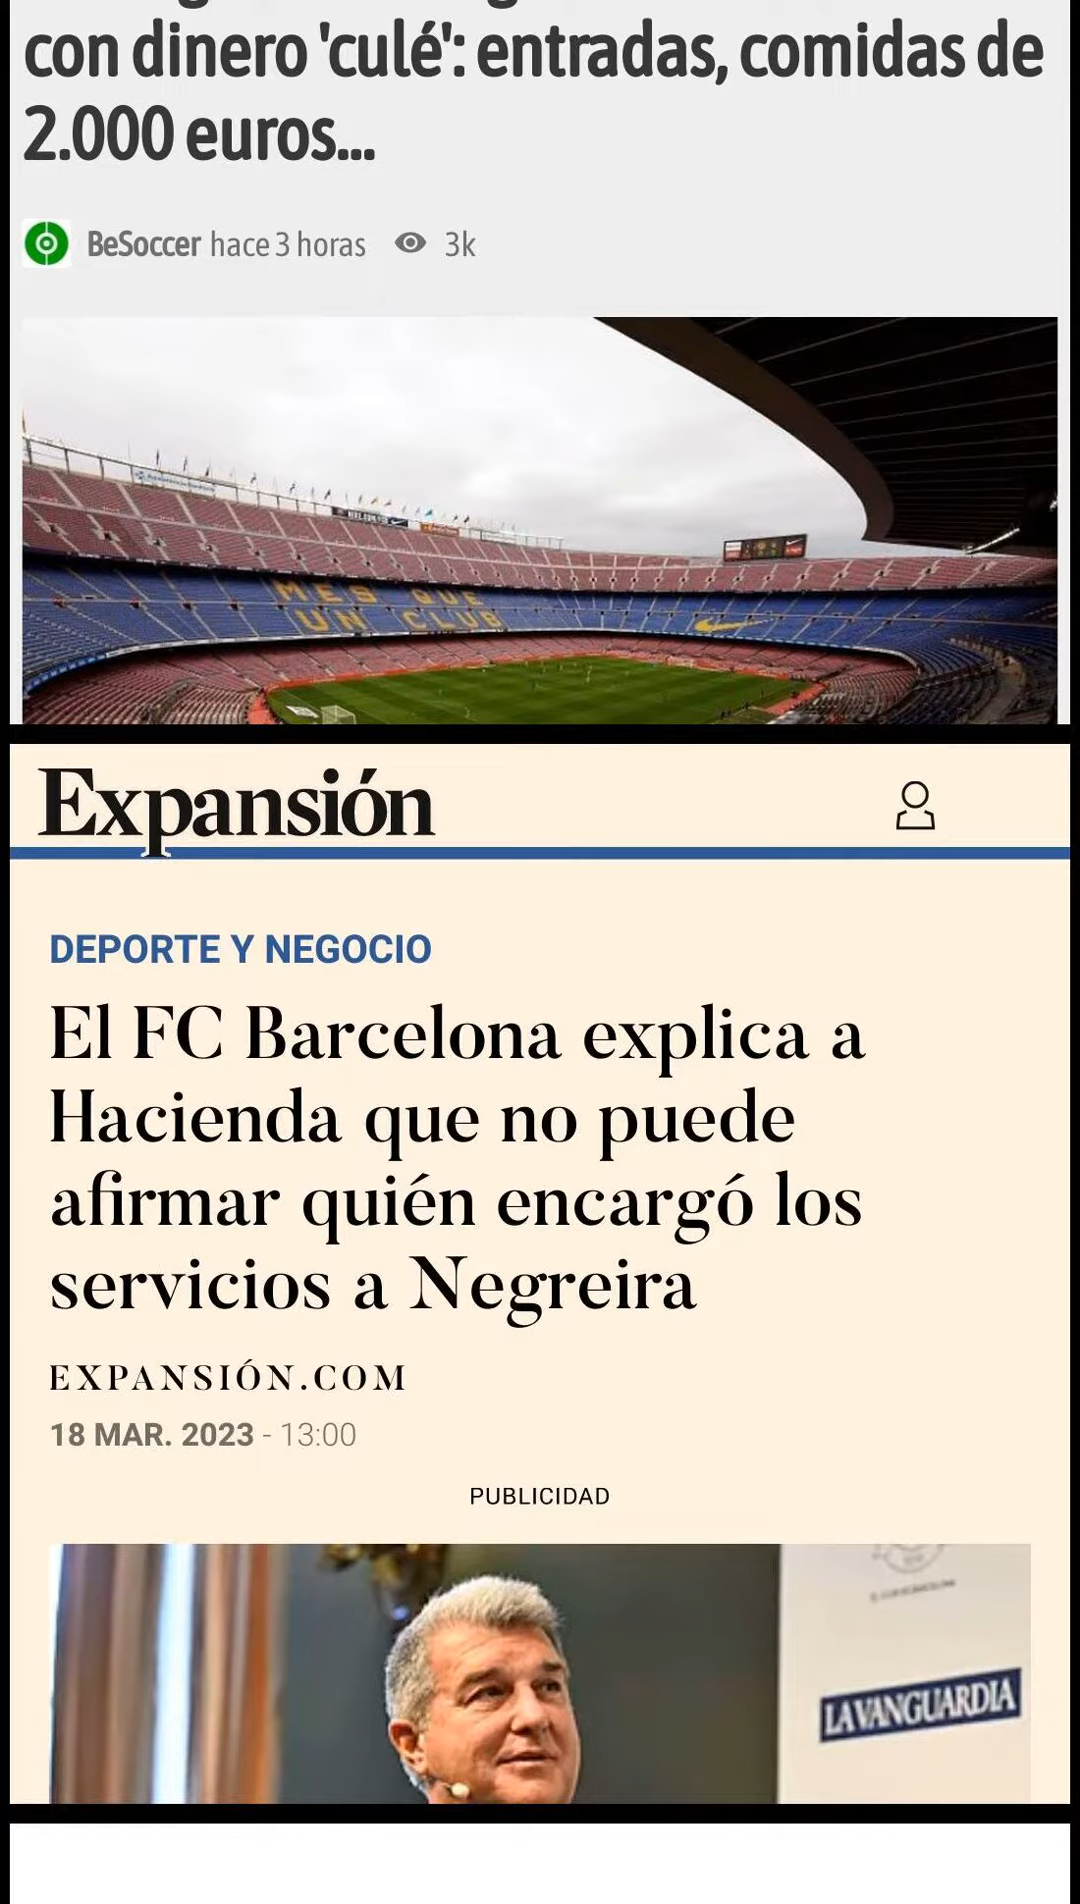 con dinero 'culé': entradas, comidas de
2.000 euros...
BeSoccer hace 3 horas 3k
MES QUE
UN CLUB
Expansión
DEPORTE Y NEGOCIO
El FC Barcelona explica a
Hacienda que no puede
afirmar quién encargó los
servicios a Negreira
EXPANSIÓN.COM
18 MAR. 2023 - 13:00
PUBLICIDAD
LA VANGUARDIA